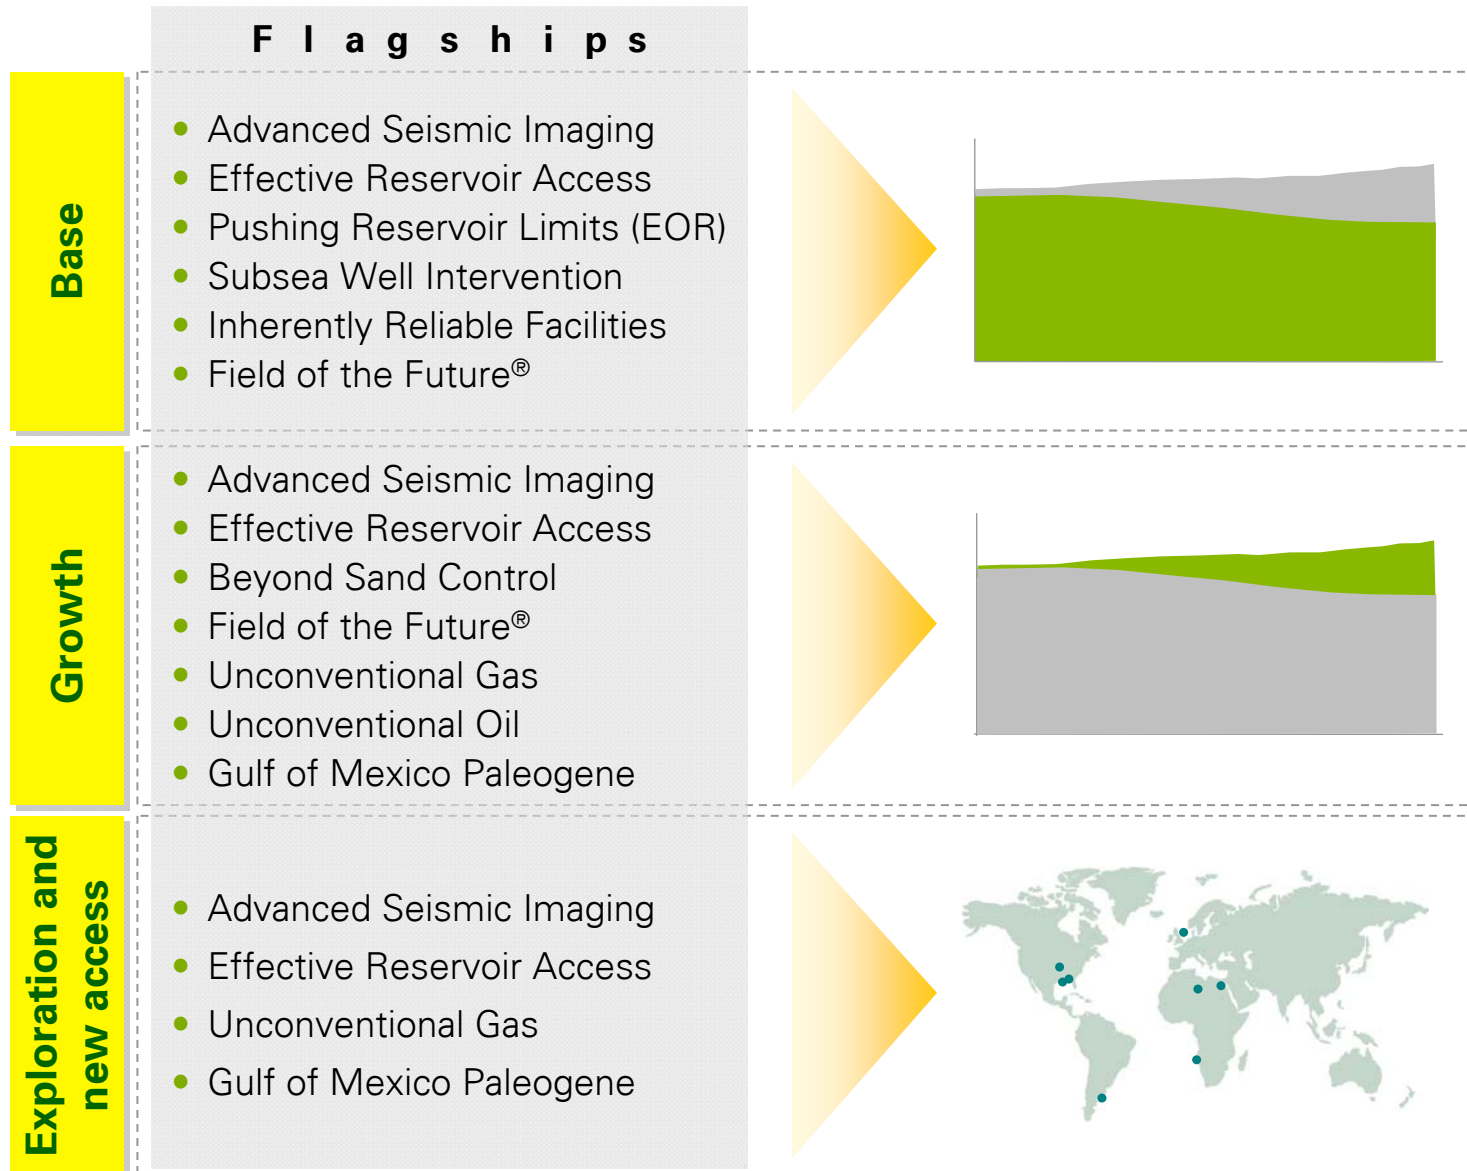 Flagships
Base
• Advanced Seismic Imaging
• Effective Reservoir Access
• Pushing Reservoir Limits (EOR)
• Subsea Well Intervention
• Inherently Reliable Facilities
• Field of the Future®
Growth
• Advanced Seismic Imaging
• Effective Reservoir Access
• Beyond Sand Control
• Field of the Future®
• Unconventional Gas
• Unconventional Oil
• Gulf of Mexico Paleogene
Exploration and
new access
• Advanced Seismic Imaging
• Effective Reservoir Access
• Unconventional Gas
• Gulf of Mexico Paleogene